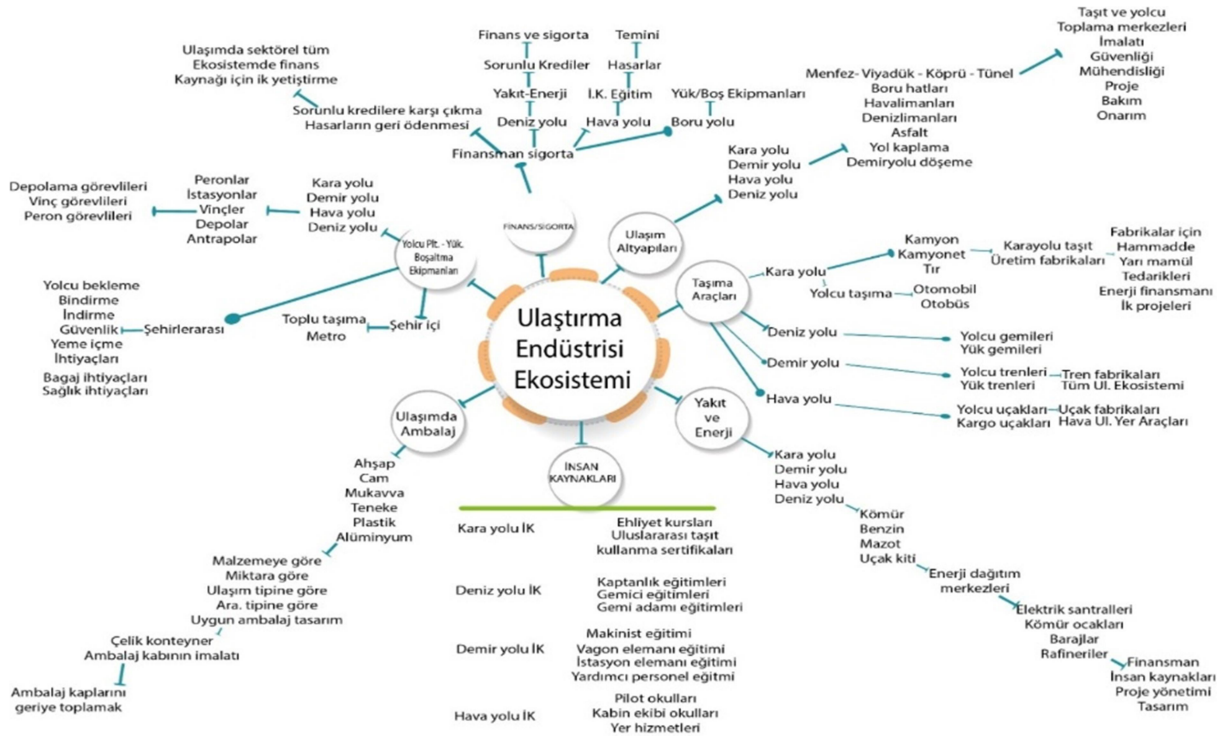 Ulaştırma
Endüstrisi
Ekosistemi
FİNANS/SİGORTA
Finansman sigorta
Sorunlu kredilere karşı çıkma
Hasarların geri ödenmesi
Ulaşımda sektörel tüm
Ekosistemde finans
Kaynağı için ik yetiştirme
Finans ve sigorta
Sorunlu Krediler
Yakıt-Enerji
Deniz yolu
Temini
Hasarlar
İ.K. Eğitim
Hava yolu
Yük/Boş Ekipmanları
Boru yolu
Ulaşım
Altyapıları
Kara yolu
Demir yolu
Hava yolu
Deniz yolu
Menfez- Viyadük - Köprü - Tünel
Boru hatları
Havalimanları
Denizlimanları
Asfalt
Yol kaplama
Demiryolu döşeme
Taşıt ve yolcu
Toplama merkezleri
İmalatı
Güvenliği
Mühendisliği
Proje
Bakım
Onarım
Taşıma
Araçları
Kara yolu
Kamyon
Kamyonet
Tır
Karayolu taşıt
Üretim fabrikaları
Fabrikalar için
Hammadde
Yarı mamül
Tedarikleri
Enerji finansmanı
İk projeleri
Yolcu taşıma
Otomobil
Otobüs
Deniz yolu
Yolcu gemileri
Yük gemileri
Demir yolu
Yolcu trenleri
Yük trenleri
Tren fabrikaları
Tüm Ul. Ekosistemi
Hava yolu
Yolcu uçakları
Kargo uçakları
Uçak fabrikaları
Hava Ul. Yer Araçları
Yakıt
ve
Enerji
Kara yolu
Demir yolu
Hava yolu
Deniz yolu
Kömür
Benzin
Mazot
Uçak kiti
Enerji dağıtım
merkezleri
Elektrik santralleri
Kömür ocakları
Barajlar
Rafineriler
Finansman
İnsan kaynakları
Proje yönetimi
Tasarım
İNSAN
KAYNAKLARI
Kara yolu İK
Ehliyet kursları
Uluslararası taşıt
kullanma sertifikaları
Deniz yolu İK
Kaptanlık eğitimleri
Gemici eğitimleri
Gemi adamı eğitimleri
Demir yolu İK
Makinist eğitimi
Vagon elemanı eğitimi
İstasyon elemanı eğitimi
Yardımcı personel eğitmi
Hava yolu İK
Pilot okulları
Kabin ekibi okulları
Yer hizmetleri
Ulaşımda
Ambalaj
Ahşap
Cam
Mukavva
Teneke
Plastik
Alüminyum
Malzemeye göre
Miktara göre
Ulaşım tipine göre
Ara. tipine göre
Uygun ambalaj tasarım
Çelik konteyner
Ambalaj kabının imalatı
Ambalaj kaplarını
geriye toplamak
Yolcu Plt. - Yük.
Boşaltma
Ekipmanları
Kara yolu
Demir yolu
Hava yolu
Deniz yolu
Peronlar
İstasyonlar
Vinçler
Depolar
Antrapolar
Depolama görevlileri
Vinç görevlileri
Peron görevlileri
Şehir içi
Toplu taşıma
Metro
Şehirlerarası
Yolcu bekleme
Bindirme
İndirme
Güvenlik
Yeme içme
İhtiyaçları
Bagaj ihtiyaçları
Sağlık ihtiyaçları